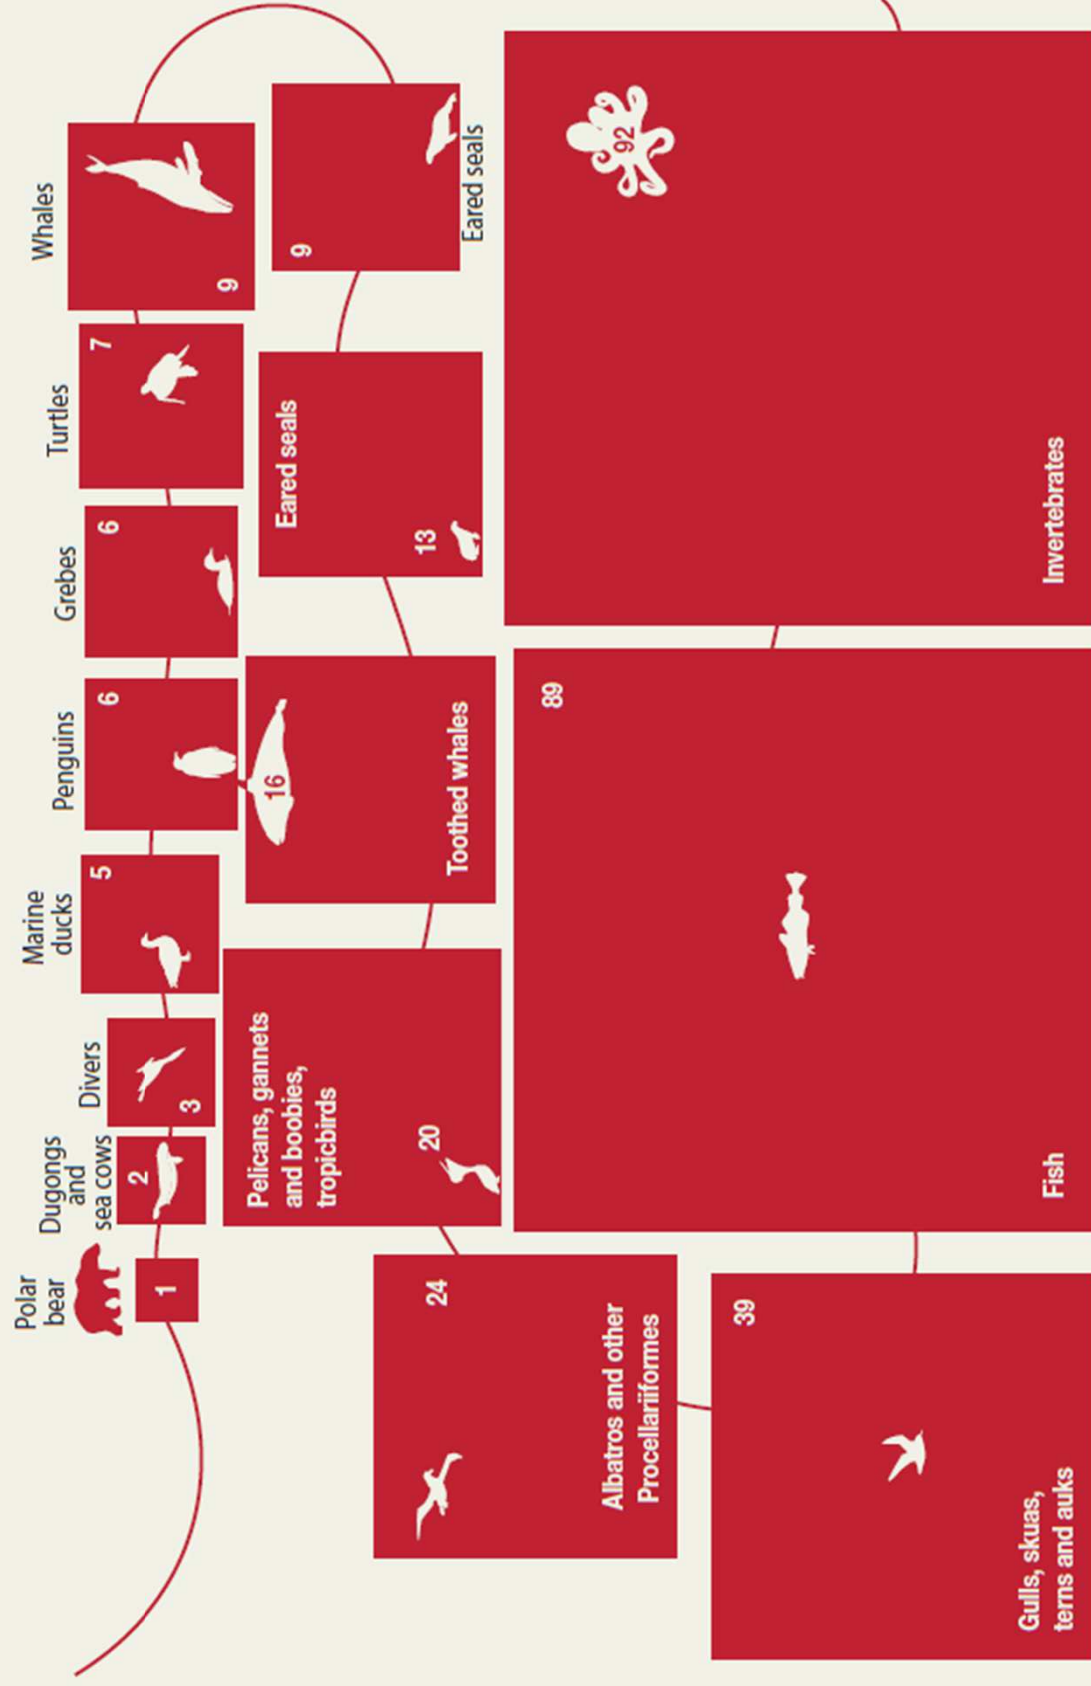 Polar
bear
1
Dugongs
and
sea cows
2
Divers
3
Marine
ducks
5
Penguins
6
Grebes
6
Turtles
7
Whales
9
Eared seals
9
Eared seals
13
Toothed whales
16
Pelicans, gannets
and boobies,
tropicbirds
20
24
Albatros and other
Procellariiformes
39
Gulls, skuas,
terns and auks
89
Fish
92
Invertebrates